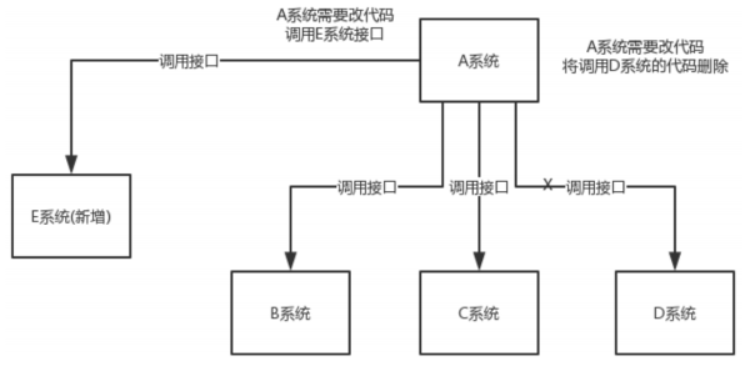 A系统需要改代码
调用E系统接口
A系统
A系统需要改代码
将调用D系统的代码删除
调用接口
调用接口
调用接口
X
调用接口
E系统(新增)
B系统
C系统
D系统